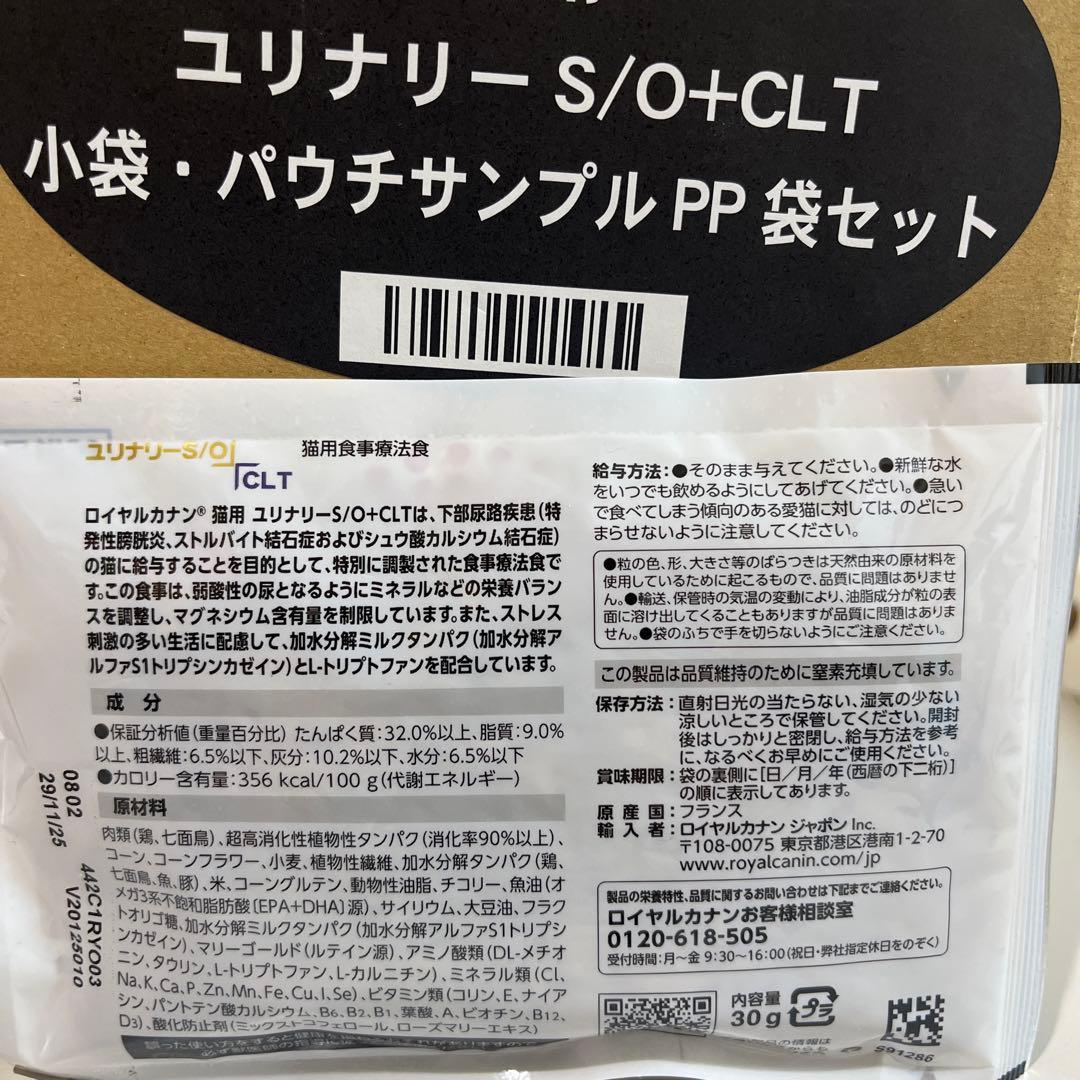 ユリナリー S/O+CLT
小袋・パウチサンプル PP 袋セット
ユリナリーS/O
CLT
猫用食事療法食
ロイヤルカナン® 猫用 ユリナリーS/O+CLTは、下部尿路疾患(特
発性膀胱炎、ストルバイト結石症およびシュウ酸カルシウム結石症)
の猫に給与することを目的として、特別に調製された食事療法食で
す。この食事は、弱酸性の尿となるようにミネラルなどの栄養バラン
スを調整し、マグネシウム含有量を制限しています。また、ストレス
刺激の多い生活に配慮して、加水分解ミルクタンパク(加水分解ア
ルファS1トリプシンカゼイン)とL-トリプトファンを配合しています。
成 分
●保証分析値(重量百分比) たんぱく質:32.0%以上、脂質:9.0%
以上、粗繊維:6.5%以下、灰分:10.2%以下、水分:6.5%以下
●カロリー含有量:356 kcal/100 g(代謝エネルギー)
原材料
肉類(鶏、七面鳥)、超高消化性植物性タンパク(消化率90%以上)、
コーン、コーンフラワー、小麦、植物性繊維、加水分解タンパク(鶏、
七面鳥、魚、豚)、米、コーングルテン、動物性油脂、チコリー、魚油(オ
メガ3系不飽和脂肪酸〔EPA+DHA〕源)、サイリウム、大豆油、フラク
トオリゴ糖、加水分解ミルクタンパク(加水分解アルファS1トリプシ
ンカゼイン)、マリーゴールド(ルテイン源)、アミノ酸類(DL-メチオ
ニン、タウリン、L-トリプトファン、L-カルニチン)、ミネラル類(Cl、
Na、K、Ca、P、Zn、Mn、Fe、Cu、I、Se)、ビタミン類(コリン、E、ナイア
シン、パントテン酸カルシウム、B6、B2、B1、葉酸、A、ビオチン、B12、
D3)、酸化防止剤(ミックストコフェロール、ローズマリーエキス)
誤った使い方をすると健康を
0802
29/11/25
442C1RYO03
V20125010
給与方法:●そのまま与えてください。●新鮮な水
をいつでも飲めるようにしてあげてください。●急い
で食べてしまう傾向のある愛猫に対しては、のどにつ
まらせないように注意してください。
●粒の色、形、大きさ等のばらつきは天然由来の原材料を
使用しているために起こるもので、品質に問題はありませ
ん。●輸送、保管時の気温の変動により、油脂成分が粒の表
面に溶け出してくることもありますが品質に問題はありま
せん。●袋のふちで手を切らないようにご注意ください。
この製品は品質維持のために窒素充填しています。
保存方法:直射日光の当たらない、湿気の少ない
涼しいところで保管してください。開封
後はしっかりと密閉し、給与方法を参考
に、なるべくお早めにご使用ください。
賞味期限:袋の裏側に[日／月／年(西暦の下二桁)]
の順に表示してあります。
原産国:フランス
輸入者:ロイヤルカナン ジャポン Inc.
〒108-0075 東京都港区港南1-2-70
www.royalcanin.com/jp
製品の栄養特性、品質に関するお問い合わせは下記までご連絡ください。
ロイヤルカナンお客様相談室
0120-618-505
受付時間:月~金 9:30~16:00(祝日・弊社指定休日をのぞく)
内容量
30g
プラ
S91286